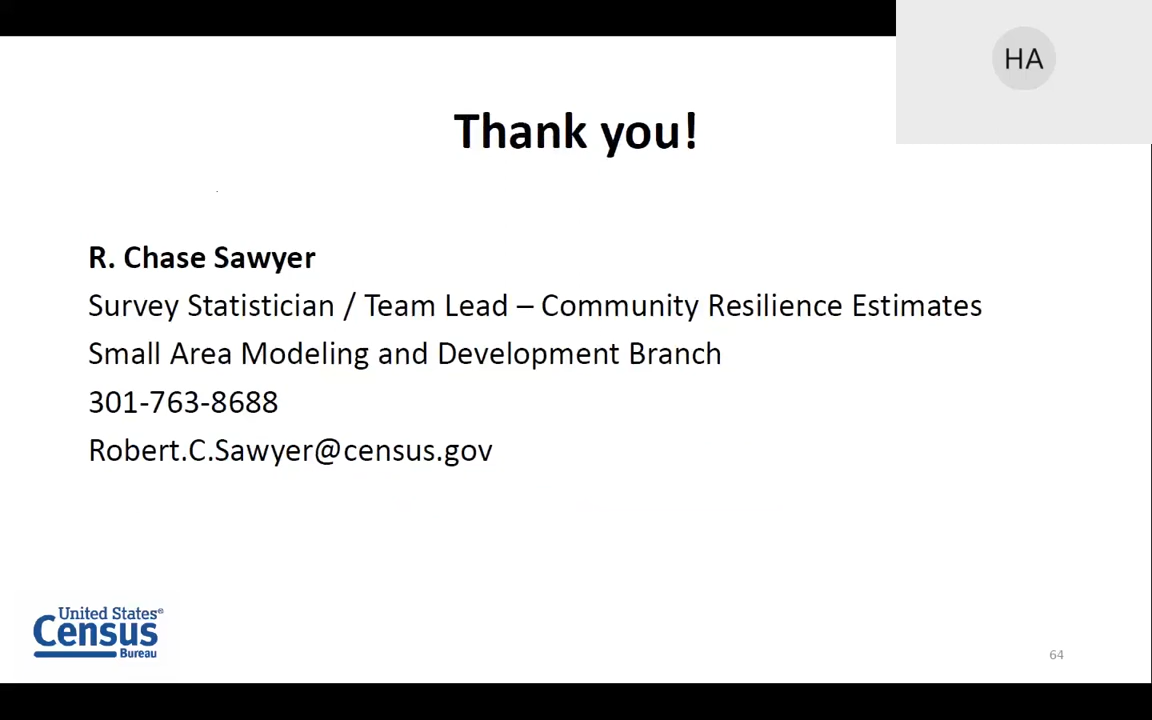 HA
Thank you!
R. Chase Sawyer
Survey Statistician / Team Lead – Community Resilience Estimates
Small Area Modeling and Development Branch
301-763-8688
Robert.C.Sawyer@census.gov
United States®
Census
Bureau
64